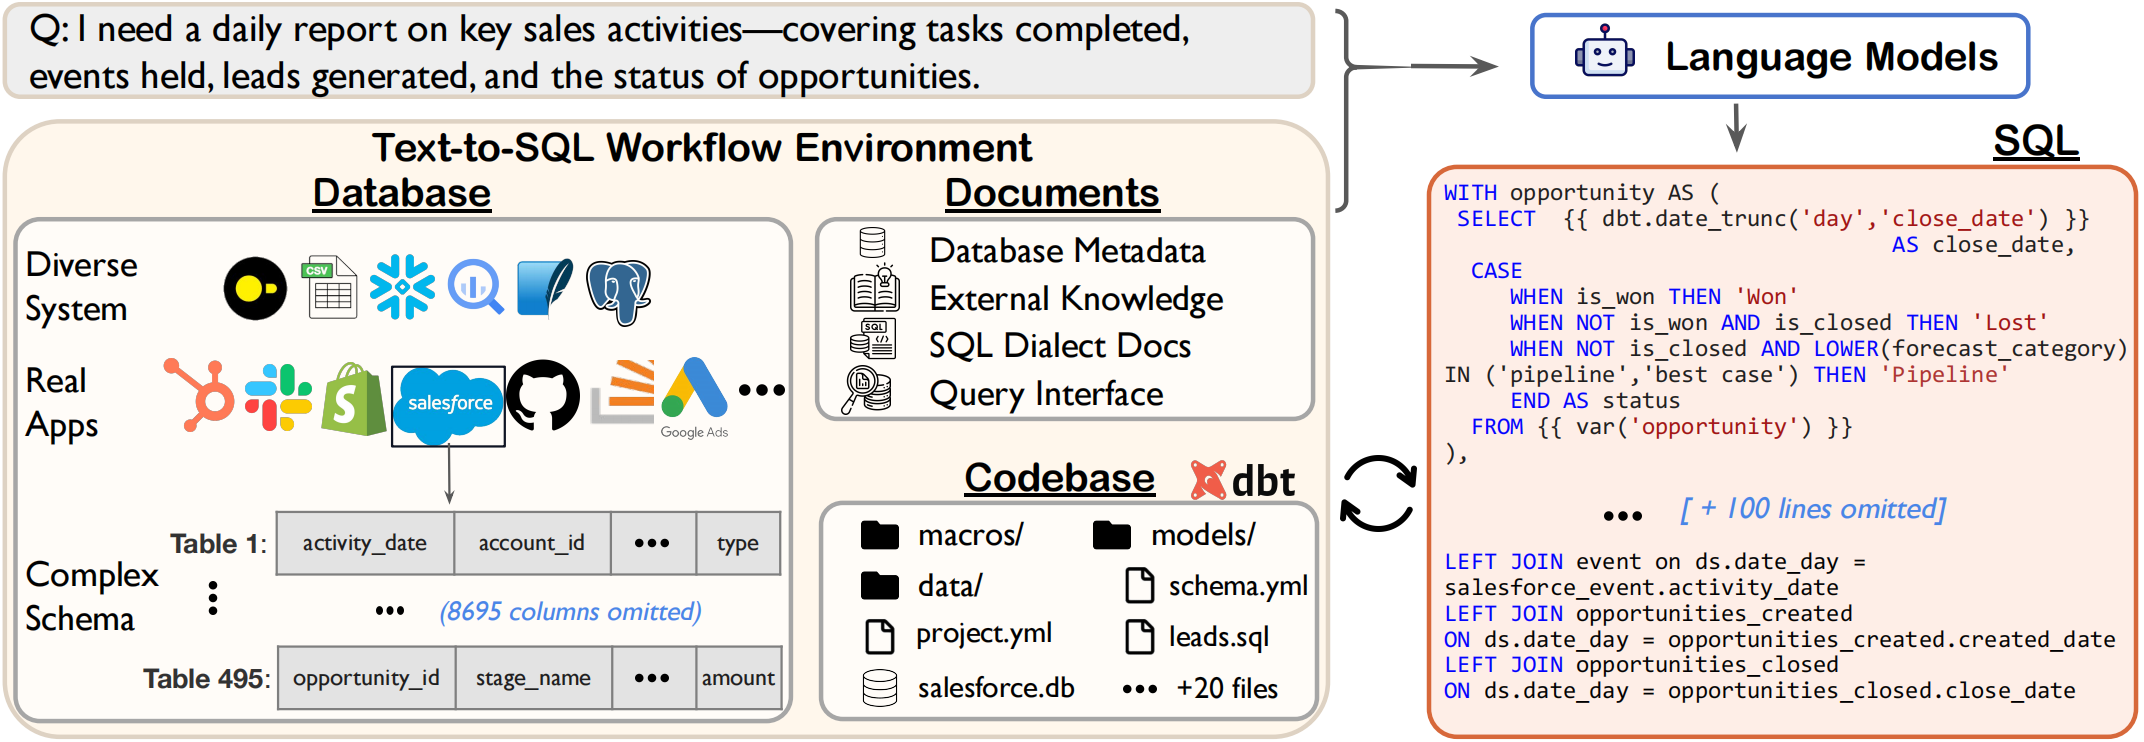 Q: I need a daily report on key sales activities—covering tasks completed,
events held, leads generated, and the status of opportunities.
Language Models
Text-to-SQL Workflow Environment
Database
Diverse
System
CSV
Real
Apps
S
salesforce
Google Ads
Complex
Schema
Table 1: activity_date account_id ••• type
••• (8695 columns omitted)
Table 495: opportunity_id stage_name ••• amount
Documents
Database Metadata
External Knowledge
SQL
SQL Dialect Docs
Query Interface
Codebase
dbt
macros/
models/
data/
schema.yml
project.yml
leads.sql
salesforce.db
••• +20 files
SQL
WITH opportunity AS (
SELECT {{ dbt.date_trunc('day','close_date') }}
AS close_date,
CASE
WHEN is_won THEN 'Won'
WHEN NOT is_won AND is_closed THEN 'Lost'
WHEN NOT is_closed AND LOWER(forecast_category)
IN ('pipeline','best case') THEN 'Pipeline'
END AS status
FROM {{ var('opportunity') }}
),
••• [ + 100 lines omitted]
LEFT JOIN event on ds.date_day =
salesforce_event.activity_date
LEFT JOIN opportunities_created
ON ds.date_day = opportunities_created.created_date
LEFT JOIN opportunities_closed
ON ds.date_day = opportunities_closed.close_date